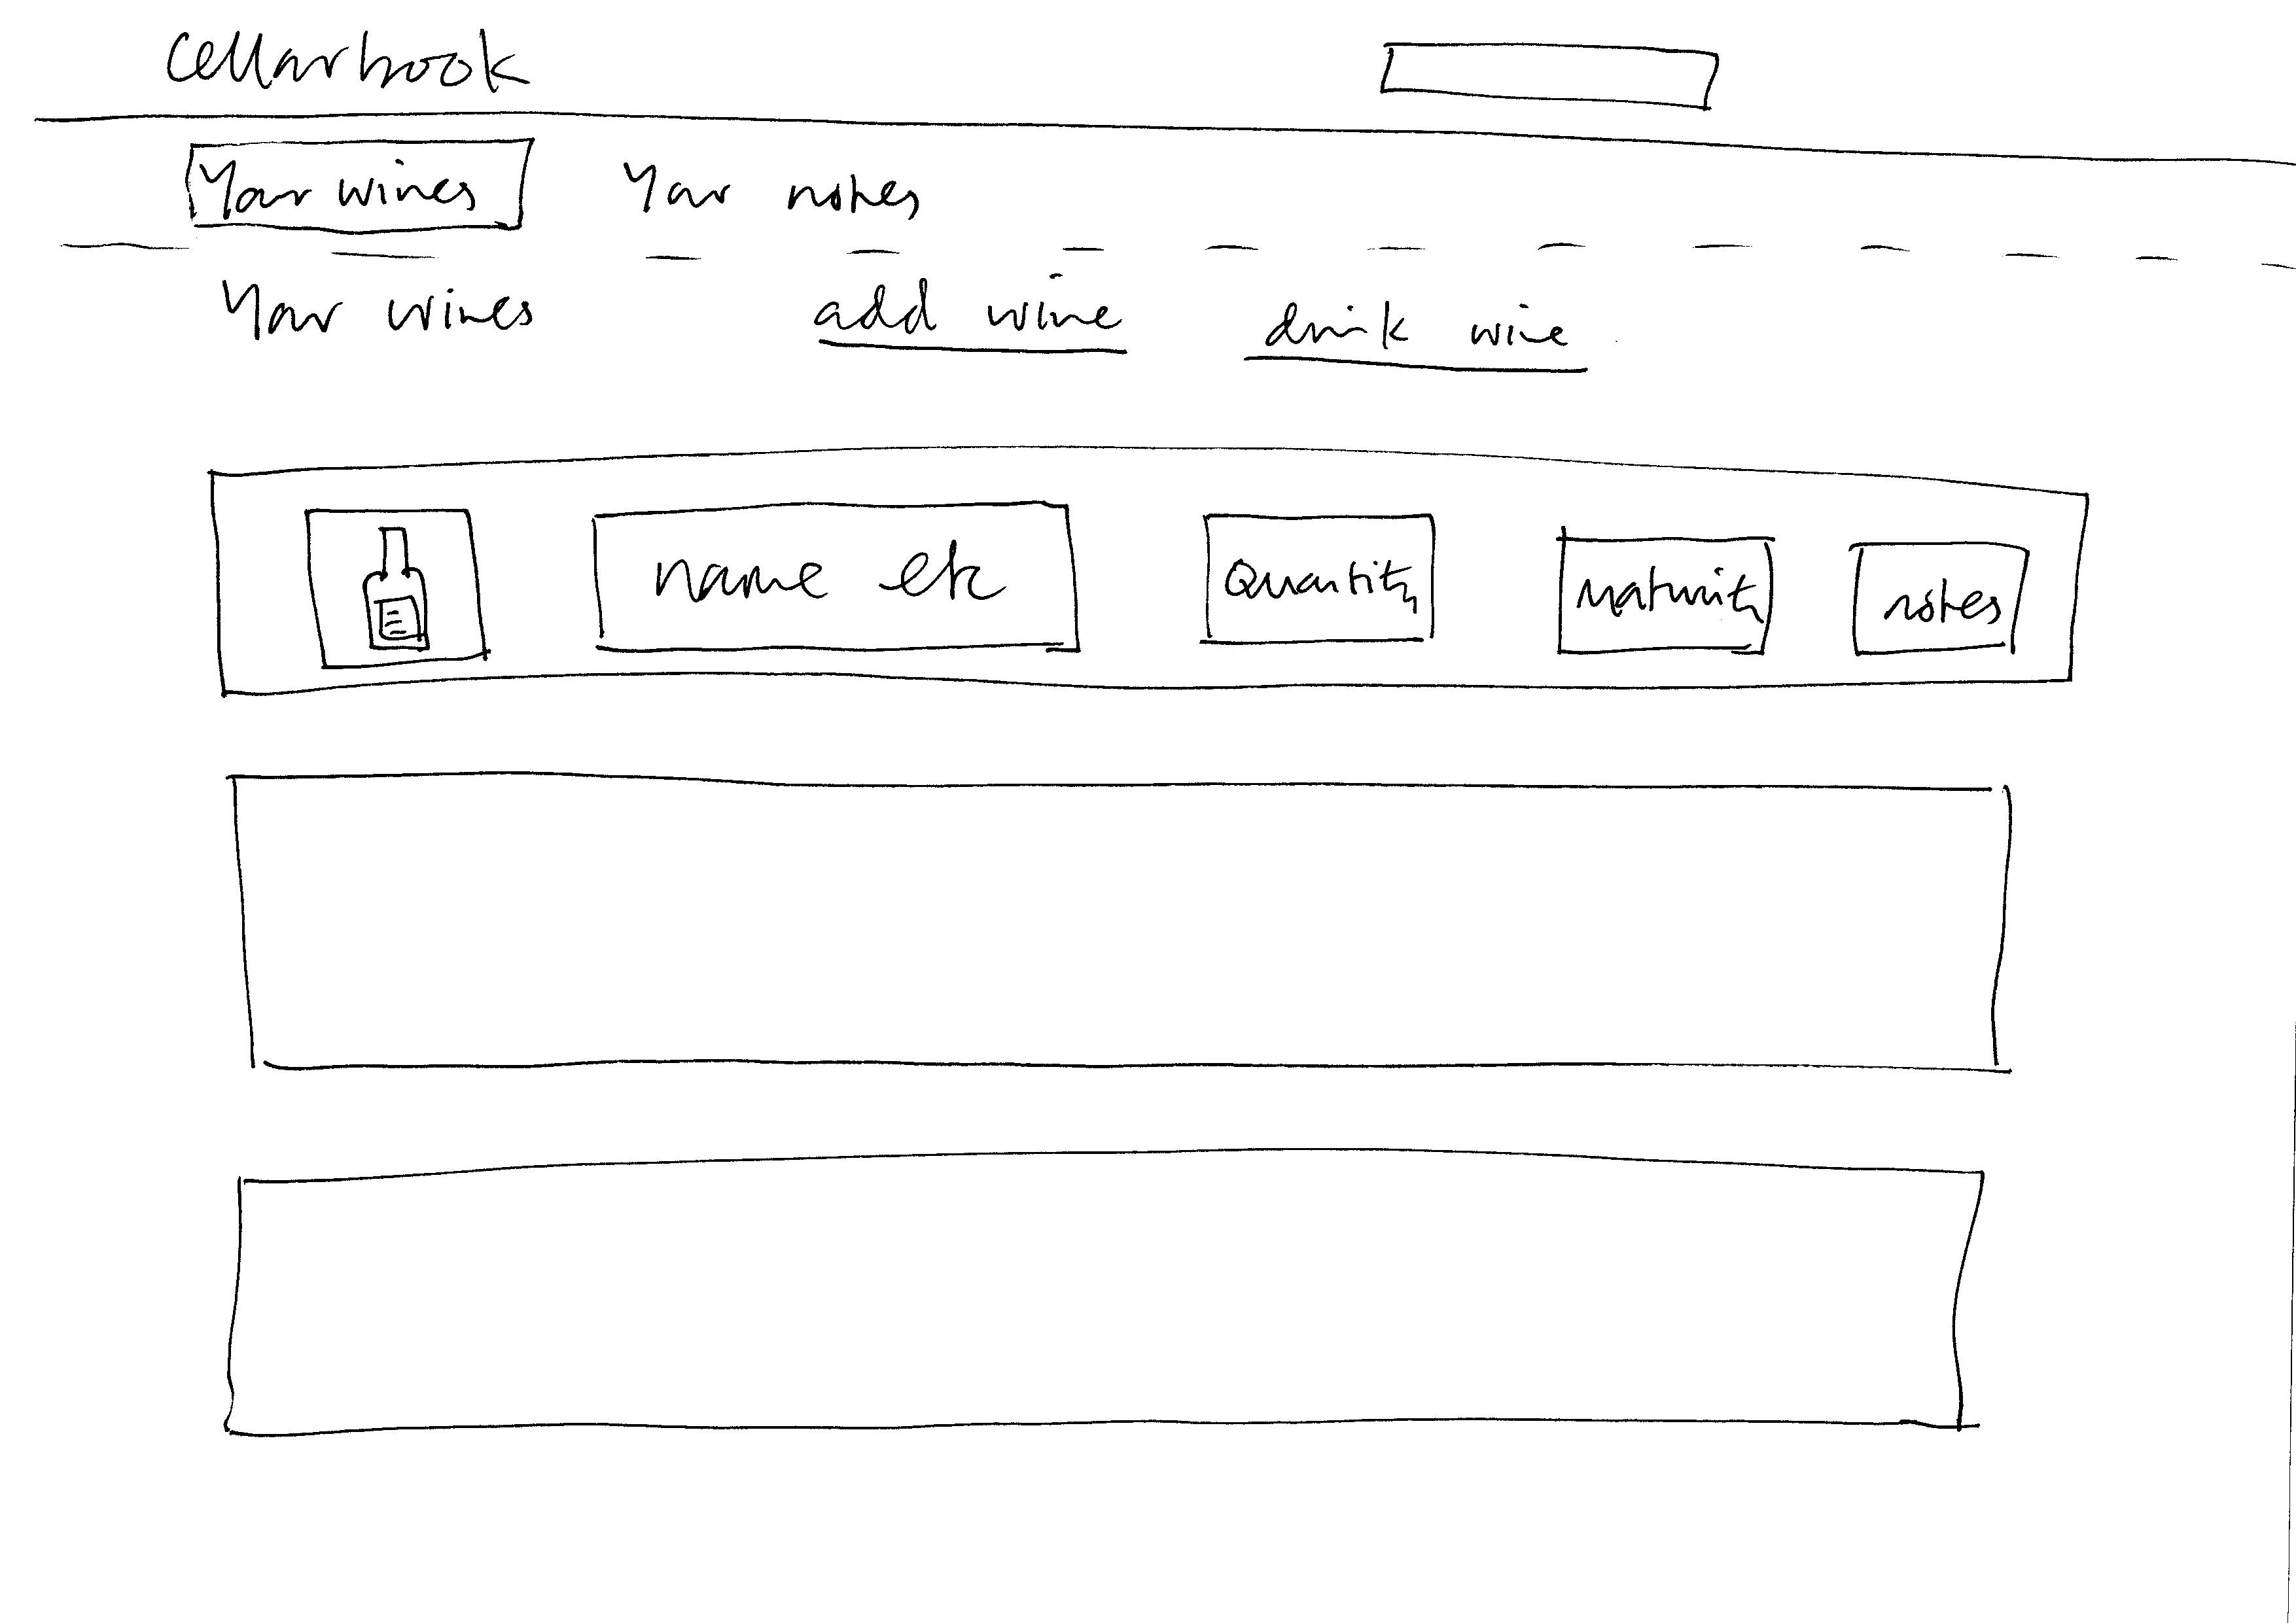 Cellarbook
Your wines Your notes
Your wines add wine drink wine
name etc Quantity maturity notes